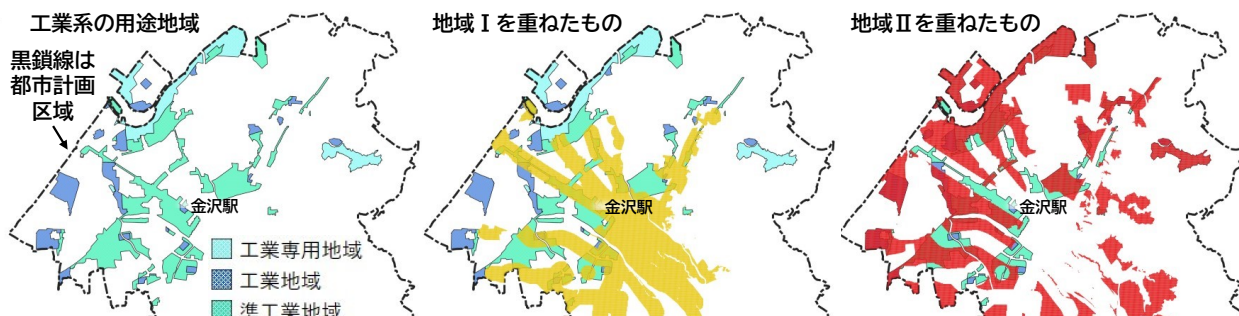 工業系の用途地域
黒鎖線は
都市計画
区域
金沢駅
工業専用地域
工業地域
準工業地域
地域Ⅰを重ねたもの
金沢駅
地域Ⅱを重ねたもの
金沢駅